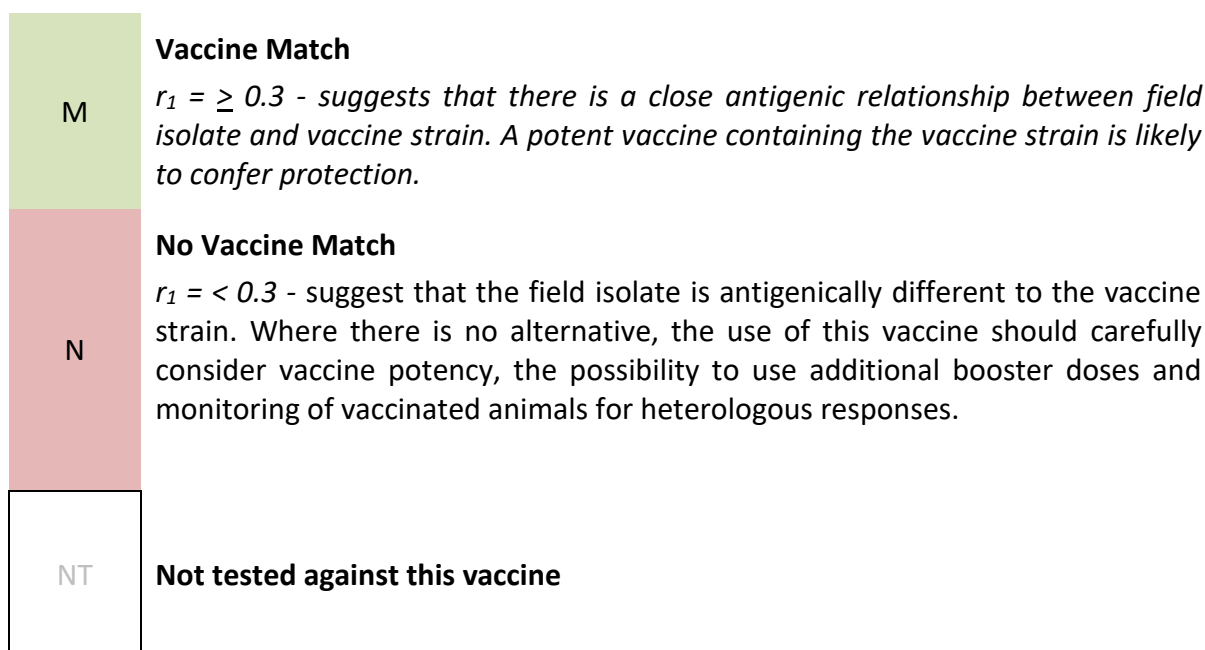 Vaccine Match
M
r1 = ≥ 0.3 - suggests that there is a close antigenic relationship between field
isolate and vaccine strain. A potent vaccine containing the vaccine strain is likely
to confer protection.
No Vaccine Match
r1 = < 0.3 - suggest that the field isolate is antigenically different to the vaccine
strain. Where there is no alternative, the use of this vaccine should carefully
N
consider vaccine potency, the possibility to use additional booster doses and
monitoring of vaccinated animals for heterologous responses.
NT
Not tested against this vaccine